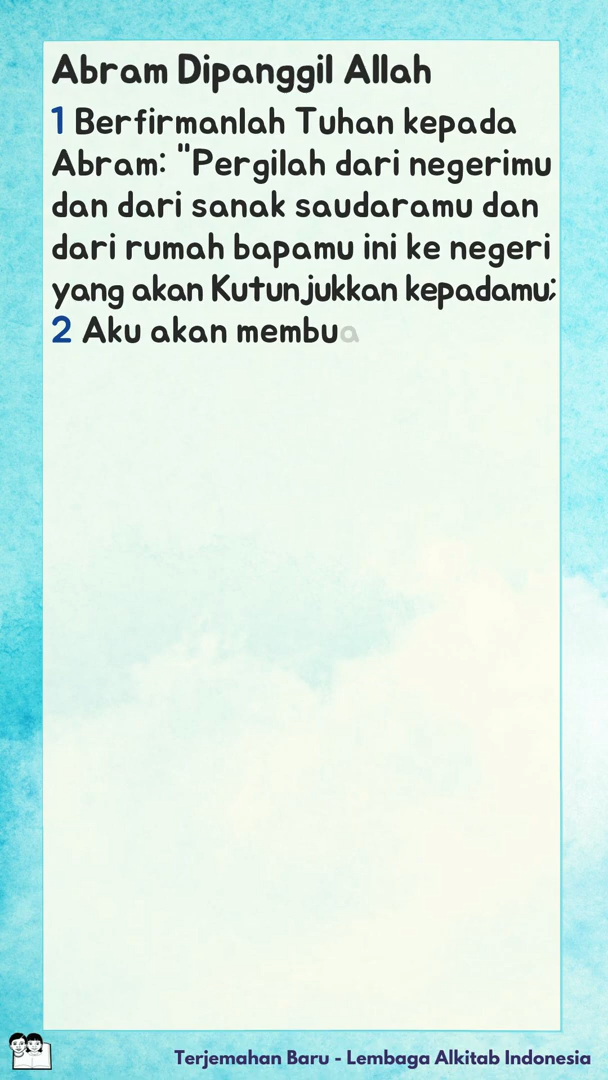 Abram Dipanggil Allah
1 Berfirmanlah Tuhan kepada
Abram: "Pergilah dari negerimu
dan dari sanak saudaramu dan
dari rumah bapamu ini ke negeri
yang akan Kutunjukkan kepadamu;
2 Aku akan membua
Terjemahan Baru - Lembaga Alkitab Indonesia